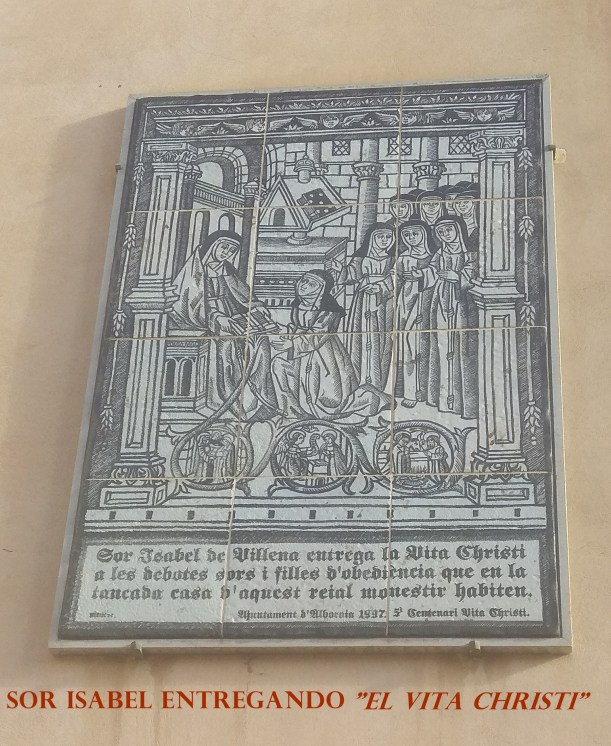 Sor Isabel de Villena entrega la Vita Christi
a les debotes sors i filles d'obediència que en la
tancada casa d'aquest reial monestir habiten.
Ajuntament d'Alboraia 1997. 5è Centenari Vita Christi.
SOR ISABEL ENTREGANDO "EL VITA CHRISTI"